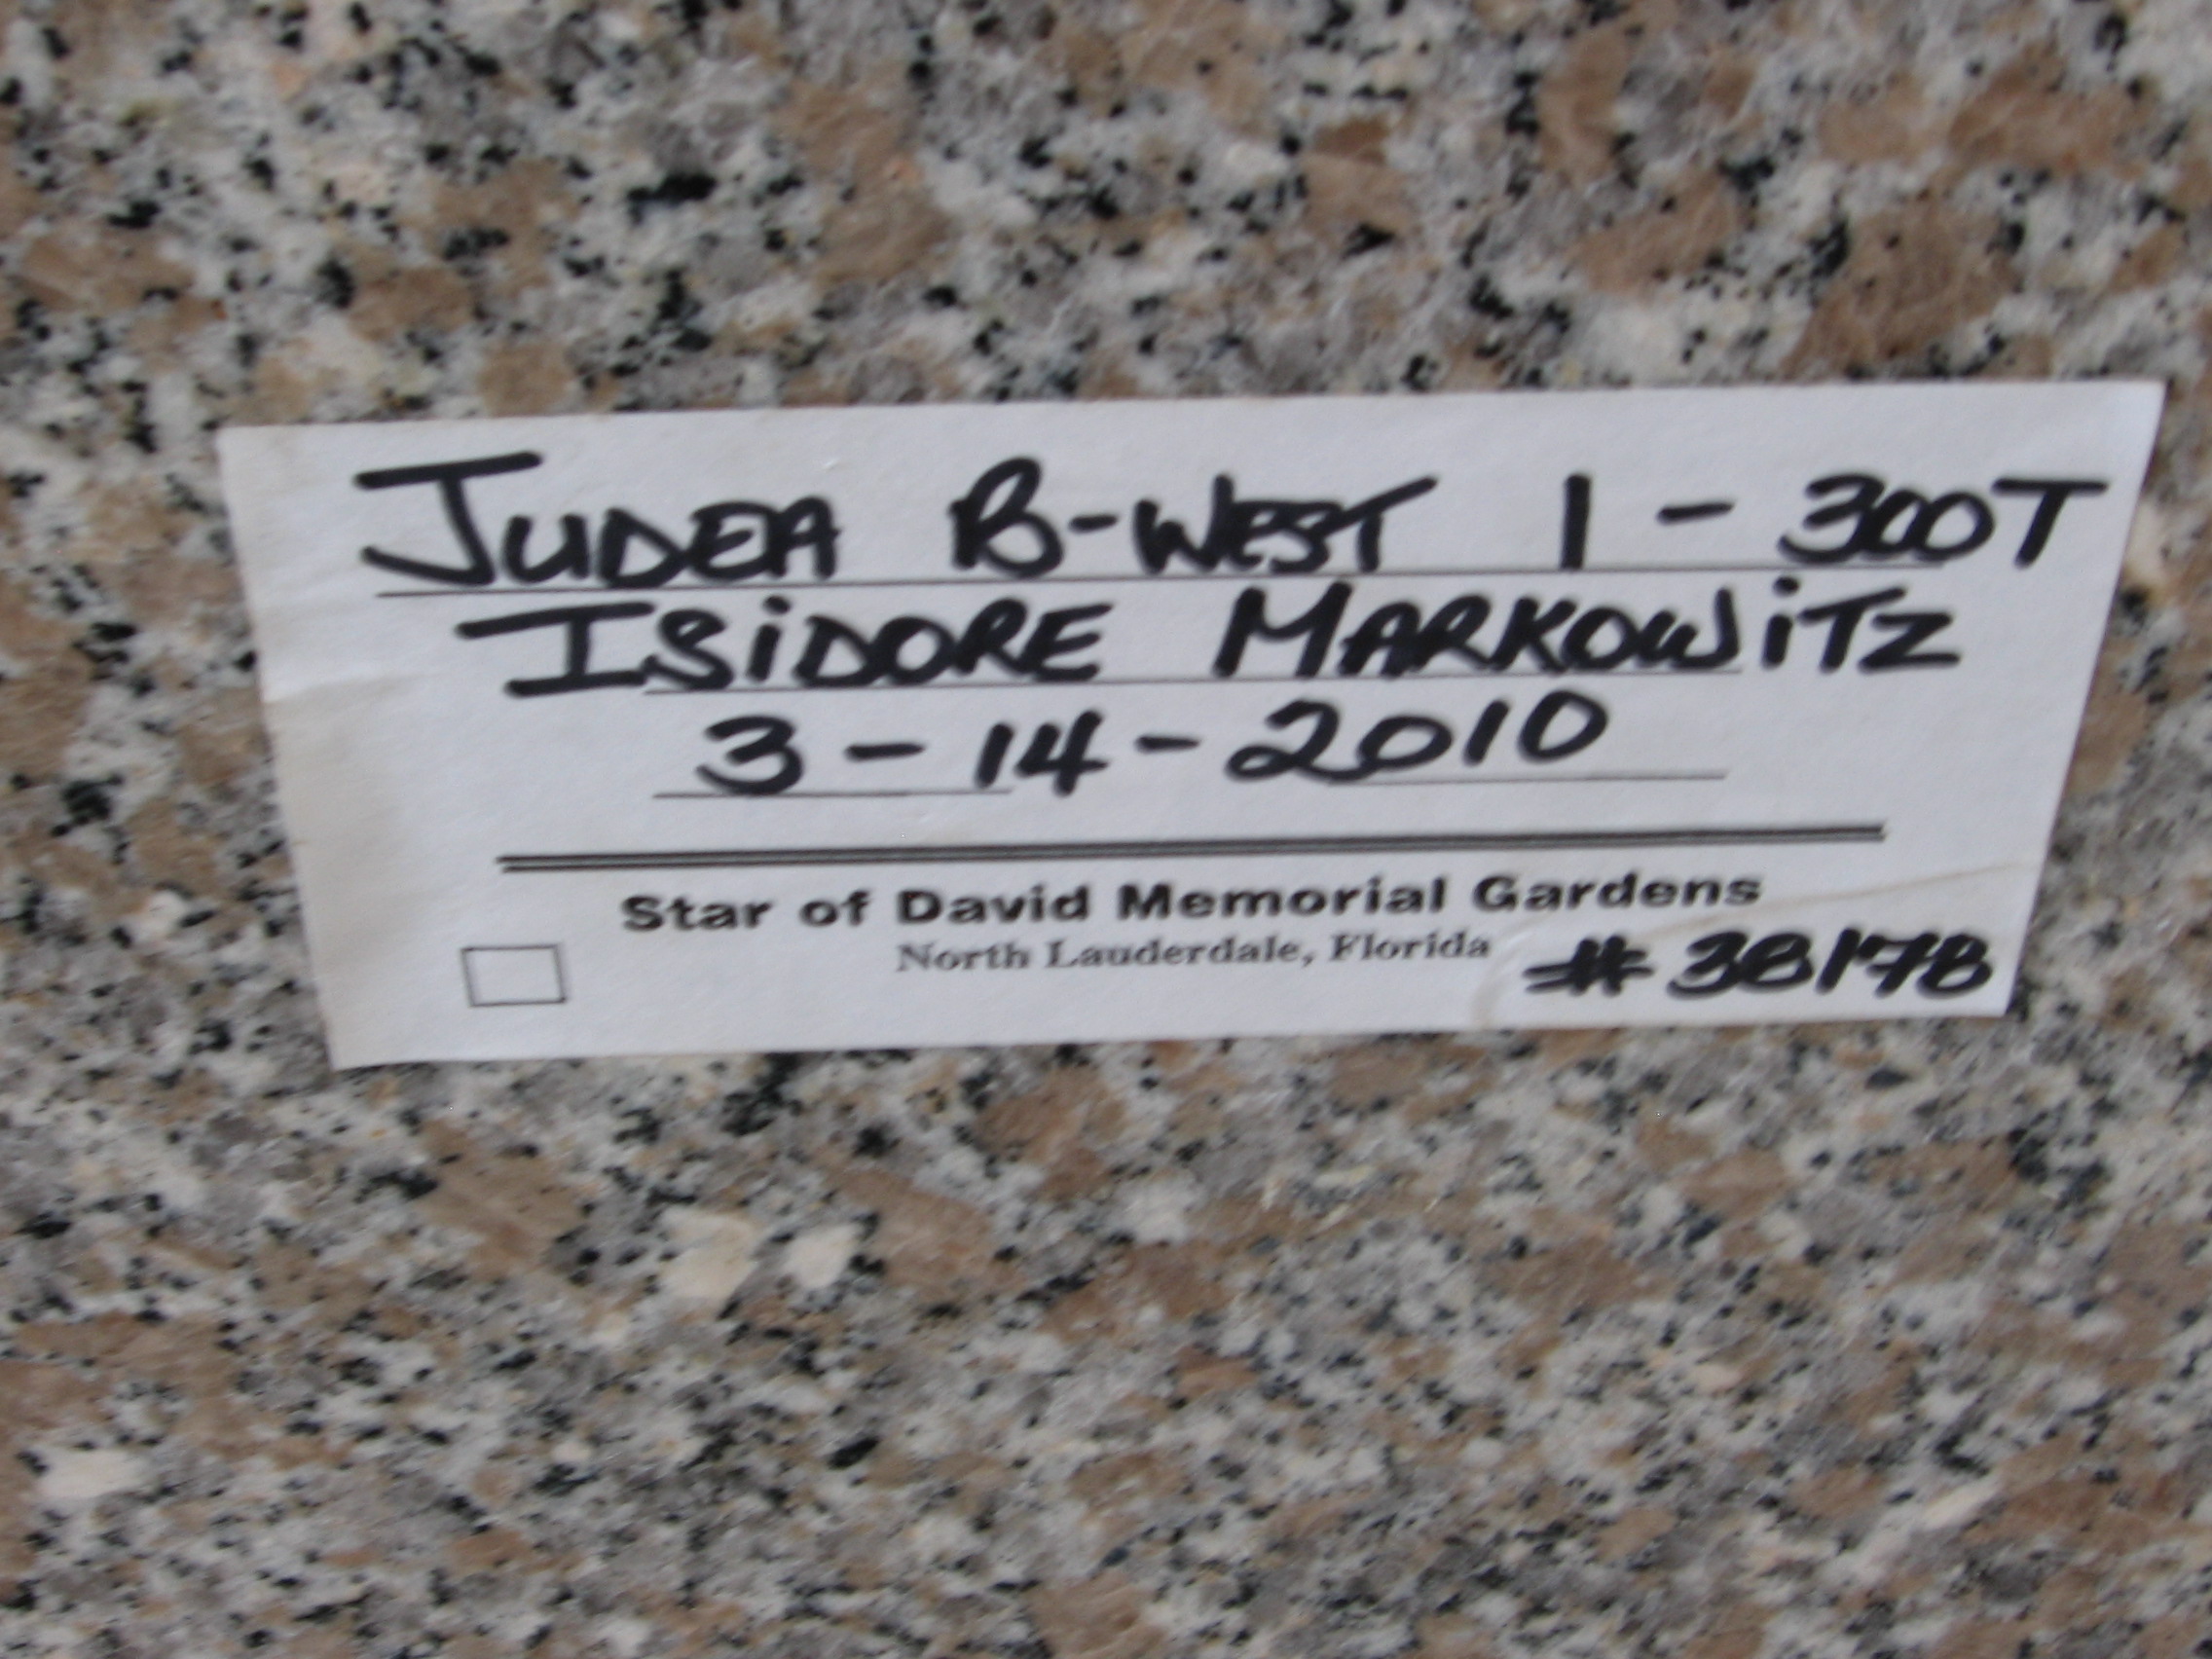 JUDEA B-WEST 1 - 300T
ISiDORE MARKOWiTZ
3 - 14 - 2010
Star of David Memorial Gardens
North Lauderdale, Florida
# 38178